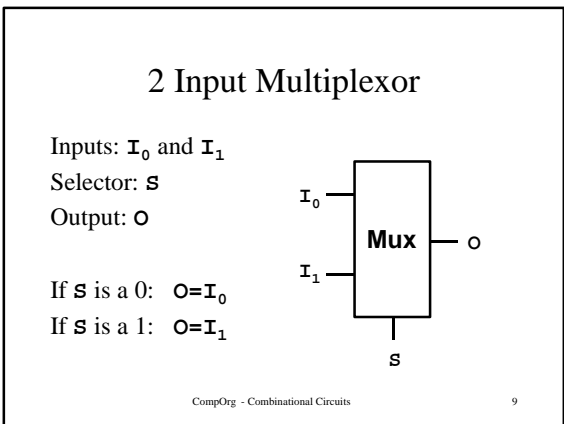 2 Input Multiplexor
Inputs: I₀ and I₁
Selector: S
Output: O
If S is a 0: O=I₀
If S is a 1: O=I₁
I₀
I₁
Mux
O
S
CompOrg - Combinational Circuits
9